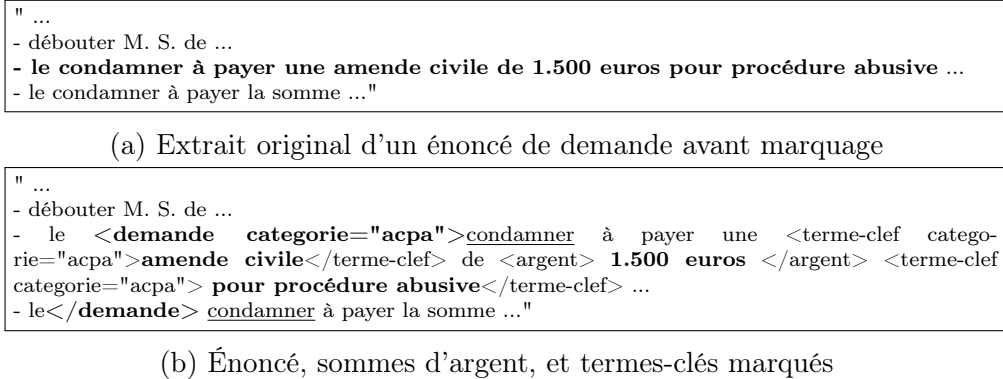 " ...
- débouter M. S. de ...
- le condamner à payer une amende civile de 1.500 euros pour procédure abusive ...
- le condamner à payer la somme ..."
(a) Extrait original d'un énoncé de demande avant marquage
" ...
- débouter M. S. de ...
- le <demande categorie="acpa">condamner à payer une <terme-clef catego-
rie="acpa">amende civile</terme-clef> de <argent> 1.500 euros </argent> <terme-clef
categorie="acpa"> pour procédure abusive</terme-clef> ...
- le</demande> condamner à payer la somme ..."
(b) Énoncé, sommes d'argent, et termes-clés marqués